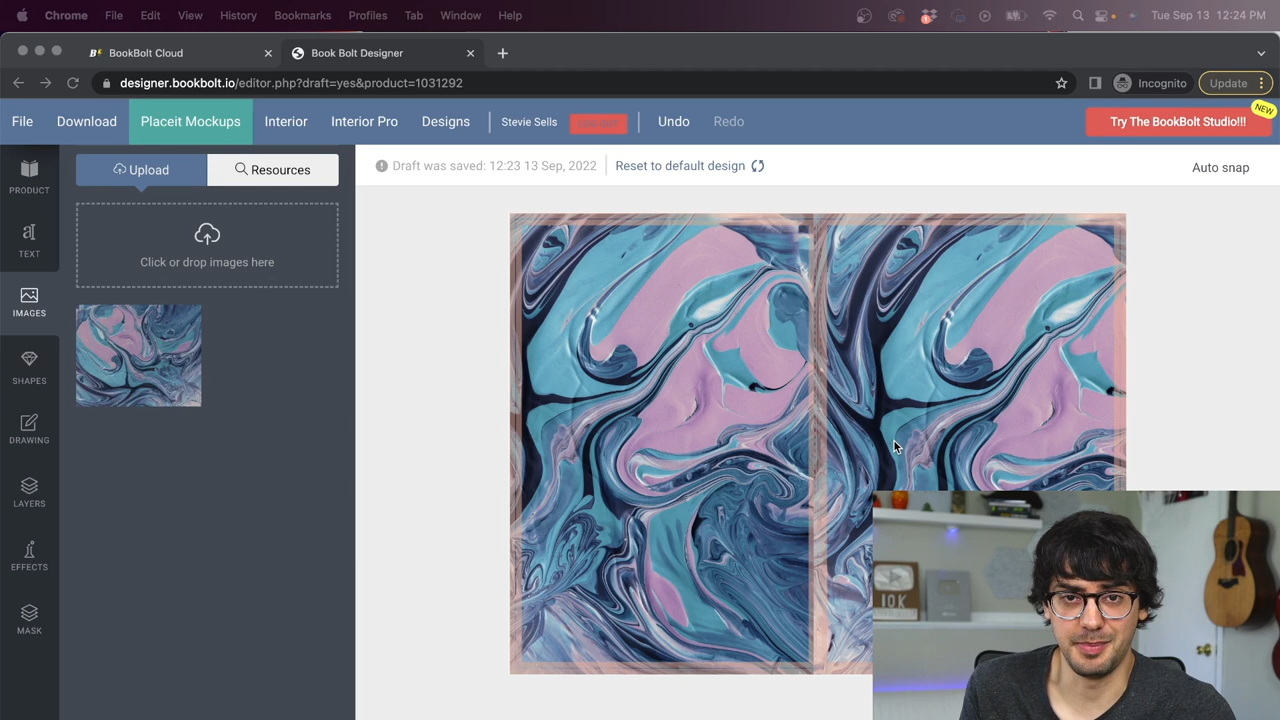 Chrome File Edit View History Bookmarks Profiles Tab Window Help Tue Sep 13 12:24 PM
BookBolt Cloud Book Bolt Designer
designer.bookbolt.io/editor.php?draft=yes&product=1031292 Incognito Update
File Download Placeit Mockups Interior Interior Pro Designs Stevie Sells Undo Redo Try The BookBolt Studio!!! NEW
Upload Resources Draft was saved: 12:23 13 Sep, 2022 Reset to default design Auto snap
PRODUCT
TEXT
Click or drop images here
IMAGES
SHAPES
DRAWING
LAYERS
EFFECTS
MASK
10K